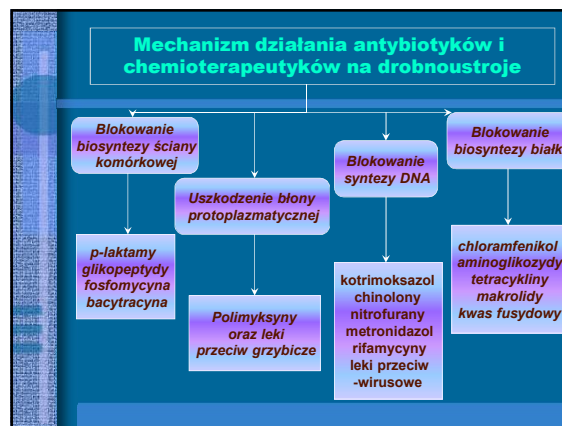 Mechanizm działania antybiotyków i
chemioterapeutyków na drobnoustroje
Blokowanie
biosyntezy ściany
komórkowej
p-laktamy
glikopeptydy
fosfomycyna
bacytracyna
Uszkodzenie błony
protoplazmatycznej
Polimyksyny
oraz leki
przeciw grzybicze
Blokowanie
syntezy DNA
kotrimoksazol
chinolony
nitrofurany
metronidazol
rifamycyny
leki przeciw
-wirusowe
Blokowanie
biosyntezy białk
chloramfenikol
aminoglikozydy
tetracykliny
makrolidy
kwas fusydowy